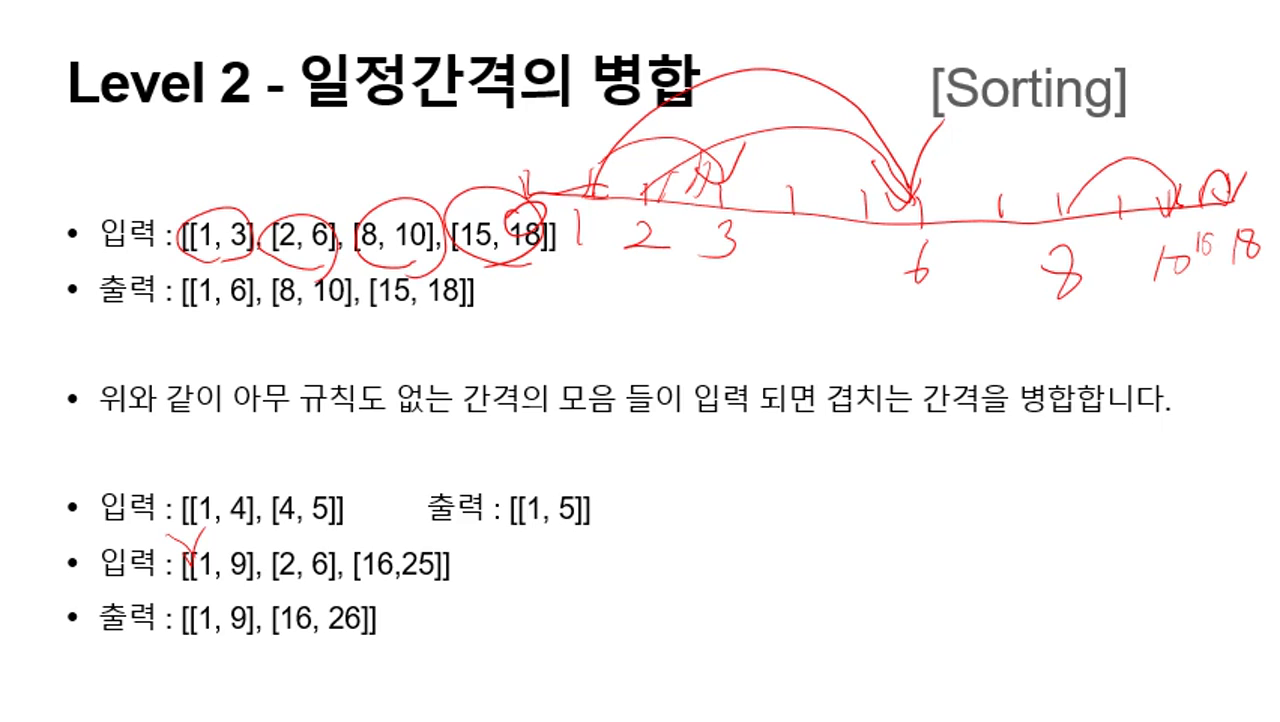 Level 2 - 일정간격의 병합 [Sorting]
• 입력 : [[1, 3], [2, 6], [8, 10], [15, 18]]
1 2 3 6 8 10 15 18
• 출력 : [[1, 6], [8, 10], [15, 18]]
• 위와 같이 아무 규칙도 없는 간격의 모음 들이 입력 되면 겹치는 간격을 병합합니다.
• 입력 : [[1, 4], [4, 5]] 출력 : [[1, 5]]
• 입력 : [[1, 9], [2, 6], [16,25]]
• 출력 : [[1, 9], [16, 26]]